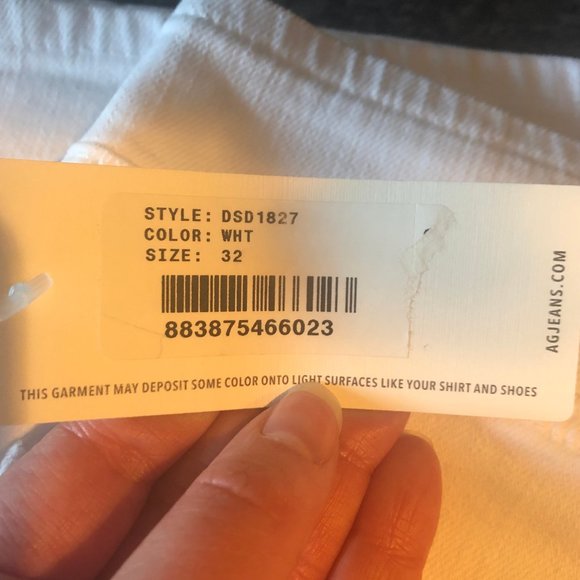 STYLE: DSD1827
COLOR: WHT
SIZE: 32
883875466023
AGJEANS.COM
THIS GARMENT MAY DEPOSIT SOME COLOR ONTO LIGHT SURFACES LIKE YOUR SHIRT AND SHOES